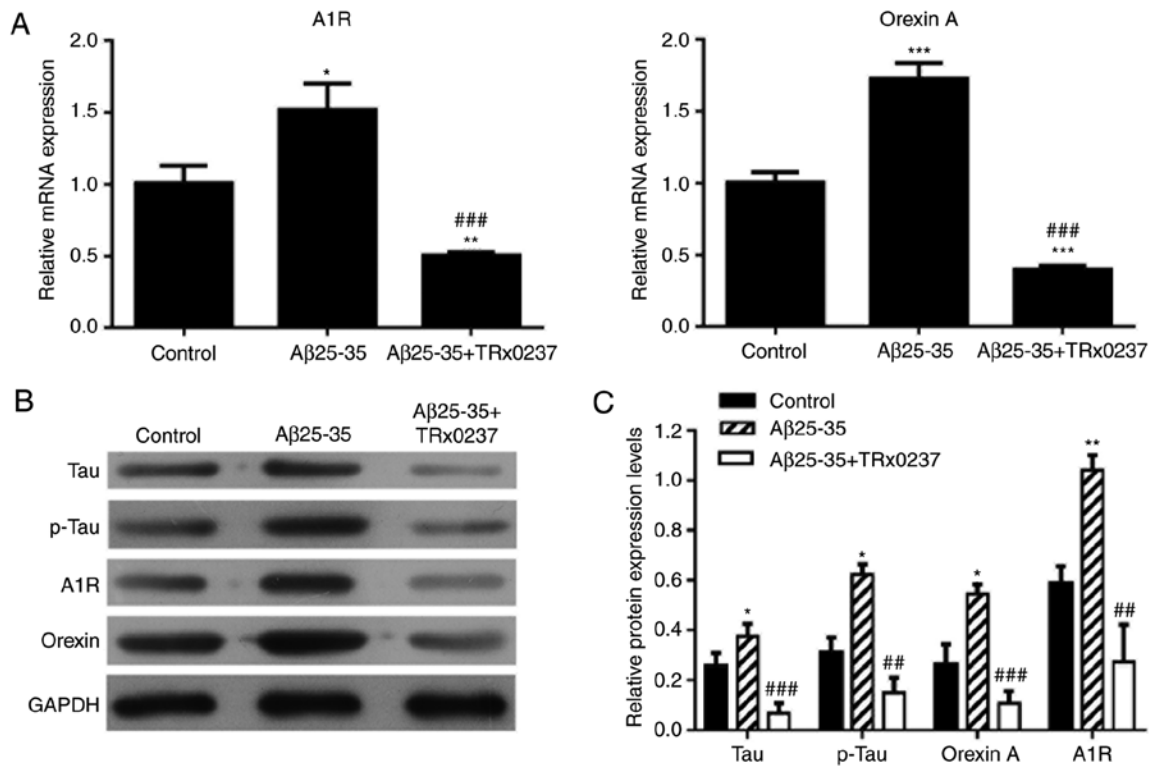 A
A1R
Relative mRNA expression
2.0
1.5
1.0
0.5
0.0
*
###
**
Control
Aβ25-35
Aβ25-35+TRx0237
Orexin A
Relative mRNA expression
2.0
1.5
1.0
0.5
0.0
***
###
***
Control
Aβ25-35
Aβ25-35+TRx0237
B
Control
Aβ25-35
Aβ25-35+
TRx0237
Tau
p-Tau
A1R
Orexin
GAPDH
C
Control
Aβ25-35
Aβ25-35+TRx0237
Relative protein expression levels
1.2
1.0
0.8
0.6
0.4
0.2
0.0
*
###
*
##
*
###
**
##
Tau
p-Tau
Orexin A
A1R